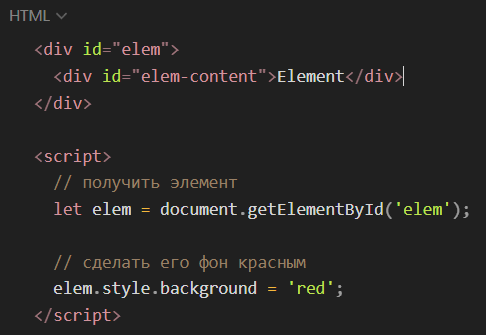 HTML
<div id="elem">
  <div id="elem-content">Element</div>
</div>

<script>
  // получить элемент
  let elem = document.getElementById('elem');

  // сделать его фон красным
  elem.style.background = 'red';
</script>